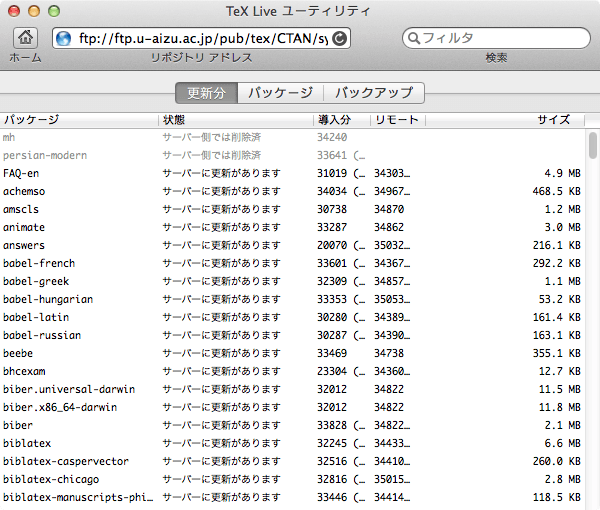 TeX Live ユーティリティ
ftp://ftp.u-aizu.ac.jp/pub/tex/CTAN/sy
フィルタ
ホーム リポジトリ アドレス 検索
更新分 パッケージ バックアップ
パッケージ 状態 導入分 リモート サイズ
mh サーバー側では削除済 34240
persian-modern サーバー側では削除済 33641 (…
FAQ-en サーバーに更新があります 31019 (… 34303… 4.9 MB
achemso サーバーに更新があります 34034 (… 34967… 468.5 KB
amscls サーバーに更新があります 30738 34870 1.2 MB
animate サーバーに更新があります 33287 34862 3.0 MB
answers サーバーに更新があります 20070 (… 35032… 216.1 KB
babel-french サーバーに更新があります 33601 (… 34367… 292.2 KB
babel-greek サーバーに更新があります 32309 (… 34857… 1.1 MB
babel-hungarian サーバーに更新があります 33353 (… 35053… 53.2 KB
babel-latin サーバーに更新があります 30280 (… 34389… 161.4 KB
babel-russian サーバーに更新があります 30287 (… 34390… 163.1 KB
beebe サーバーに更新があります 33469 34738 355.1 KB
bhcexam サーバーに更新があります 23304 (… 34360… 12.7 MB
biber.universal-darwin サーバーに更新があります 32012 34822 11.5 MB
biber.x86_64-darwin サーバーに更新があります 32012 34822 11.8 MB
biber サーバーに更新があります 33828 (… 34822… 2.1 MB
biblatex サーバーに更新があります 32245 (… 34433… 6.6 MB
biblatex-caspervector サーバーに更新があります 32516 (… 34410… 260.0 KB
biblatex-chicago サーバーに更新があります 32816 (… 35015… 2.8 MB
biblatex-manuscripts-phi… サーバーに更新があります 33446 (… 34414… 118.5 KB